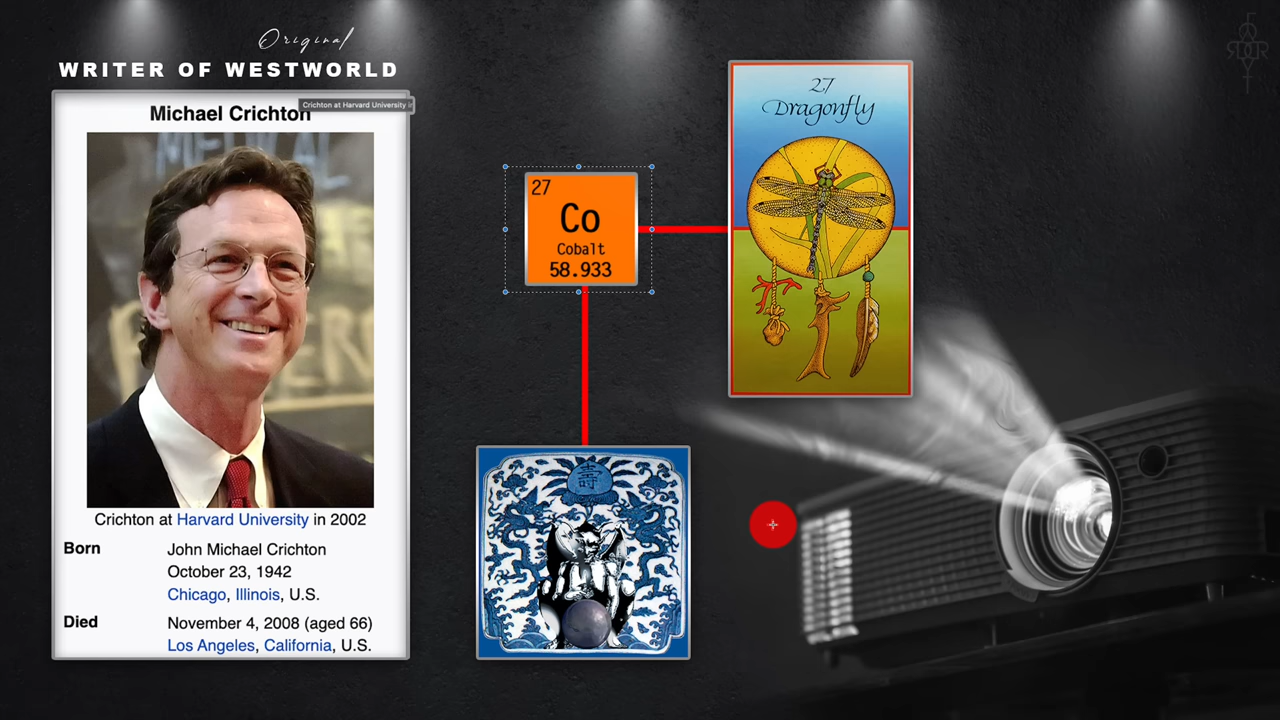 Original
WRITER OF WESTWORLD
Michael Crichton
Crichton at Harvard University i
MEDICAL
Crichton at Harvard University in 2002
Born
John Michael Crichton
October 23, 1942
Chicago, Illinois, U.S.
Died
November 4, 2008 (aged 66)
Los Angeles, California, U.S.
27
Co
Cobalt
58.933
27
Dragonfly
壽